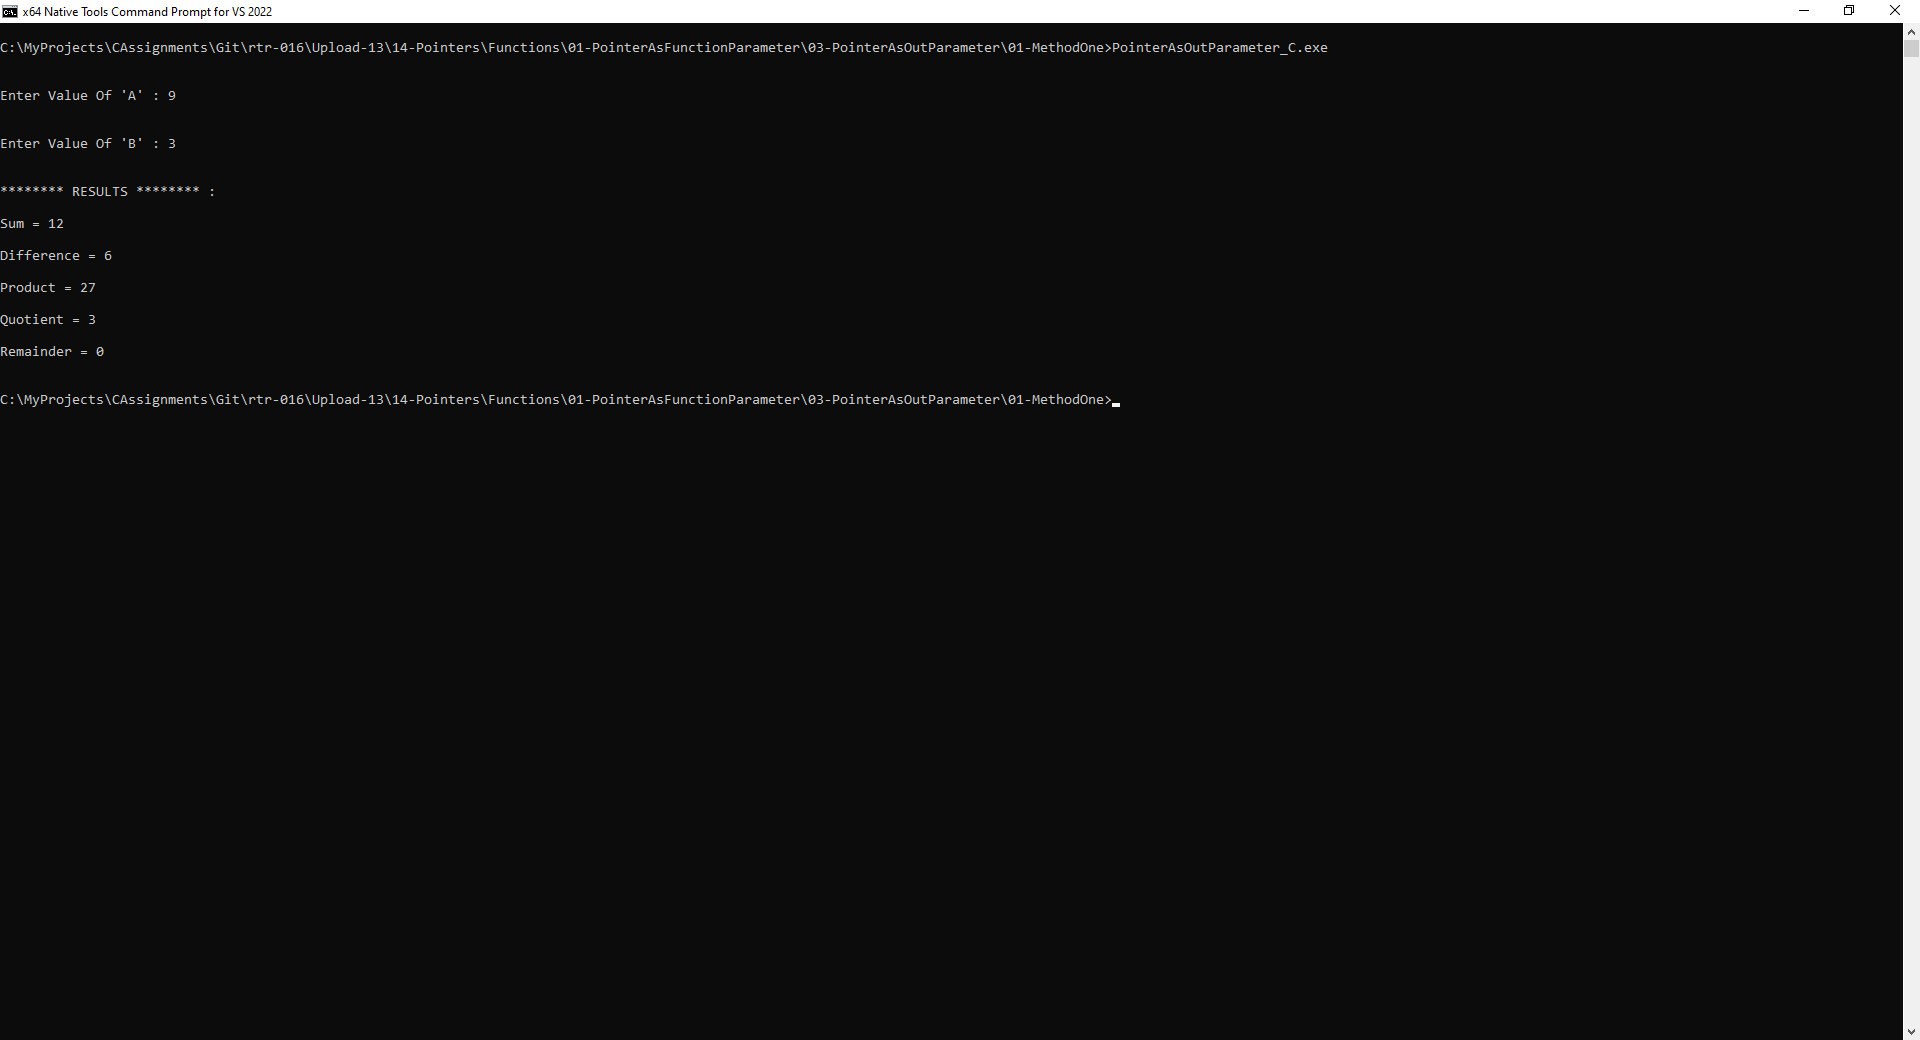 x64 Native Tools Command Prompt for VS 2022
C:\MyProjects\CAssignments\Git\rtr-016\Upload-13\14-Pointers\Functions\01-PointerAsFunctionParameter\03-PointerAsOutParameter\01-MethodOne>PointerAsOutParameter_C.exe
Enter Value Of 'A' : 9
Enter Value Of 'B' : 3
******** RESULTS ******** :
Sum = 12
Difference = 6
Product = 27
Quotient = 3
Remainder = 0
C:\MyProjects\CAssignments\Git\rtr-016\Upload-13\14-Pointers\Functions\01-PointerAsFunctionParameter\03-PointerAsOutParameter\01-MethodOne>